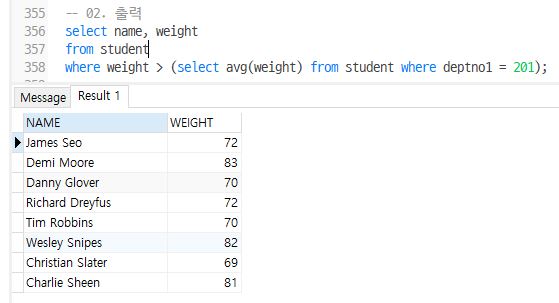 355 -- 02. 출력
356 select name, weight
357 from student
358 where weight > (select avg(weight) from student where deptno1 = 201);
Message Result 1
NAME WEIGHT
James Seo 72
Demi Moore 83
Danny Glover 70
Richard Dreyfus 72
Tim Robbins 70
Wesley Snipes 82
Christian Slater 69
Charlie Sheen 81